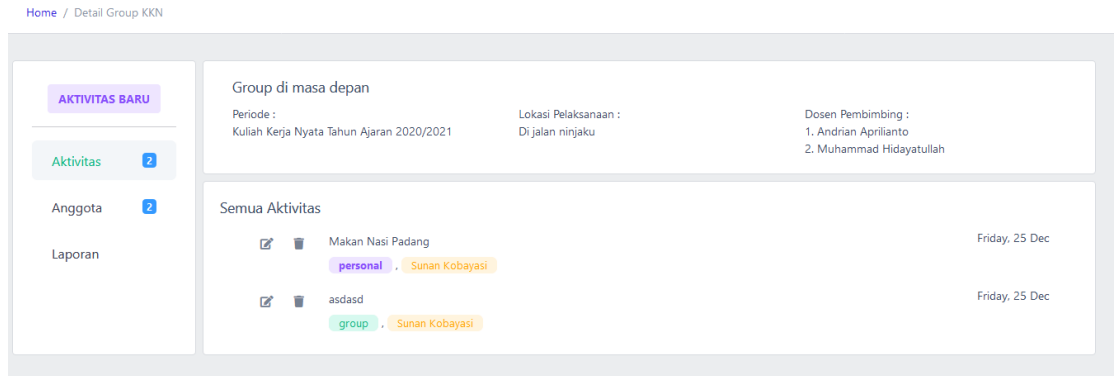 Home / Detail Group KKN
AKTIVITAS BARU
Aktivitas 2
Anggota 2
Laporan
Group di masa depan
Periode :
Kuliah Kerja Nyata Tahun Ajaran 2020/2021
Lokasi Pelaksanaan :
Di jalan ninjaku
Dosen Pembimbing :
1. Andrian Aprilianto
2. Muhammad Hidayatullah
Semua Aktivitas
Makan Nasi Padang Friday, 25 Dec
personal , Sunan Kobayasi
asdasd Friday, 25 Dec
group , Sunan Kobayasi